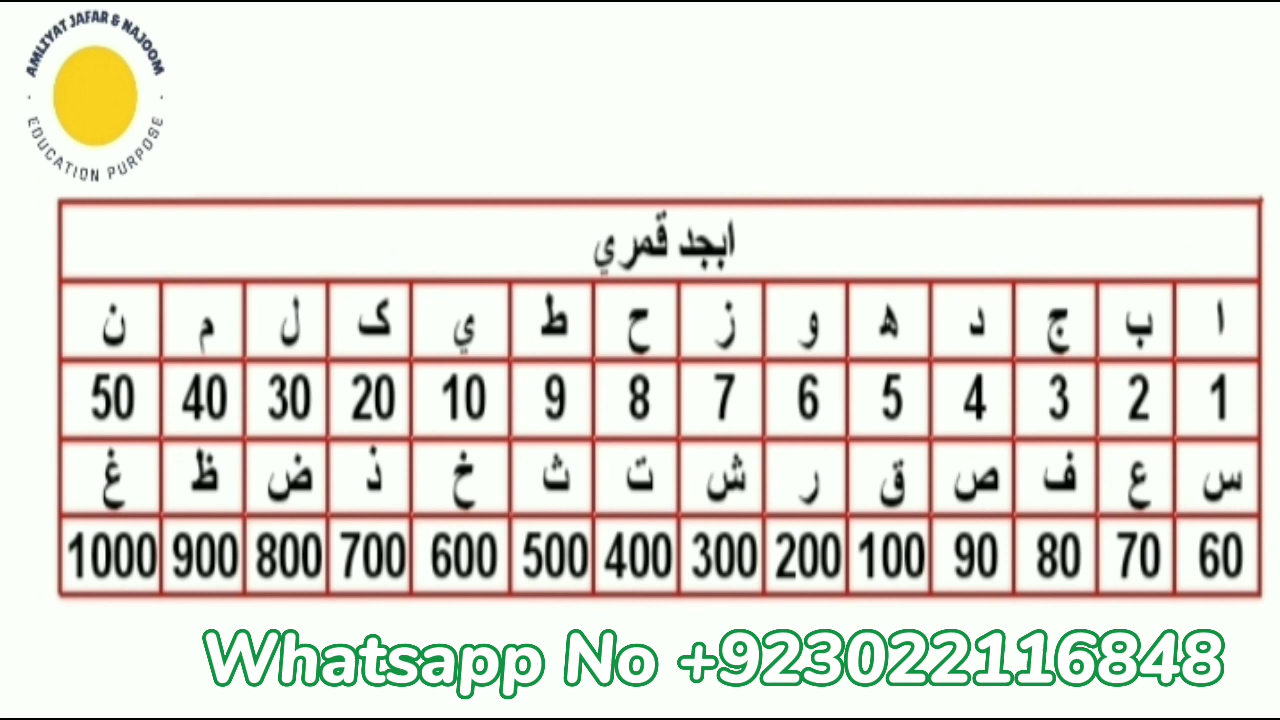 AMLIYAT JAFAR & NAJOOM
· EDUCATION PURPOSE ·
ابجد قمري
ا ب ج د ه و ز ح ط ي ک ل م ن
1 2 3 4 5 6 7 8 9 10 20 30 40 50
س ع ف ص ق ر ش ت ث خ ذ ض ظ غ
60 70 80 90 100 200 300 400 500 600 700 800 900 1000
Whatsapp No +923022116848